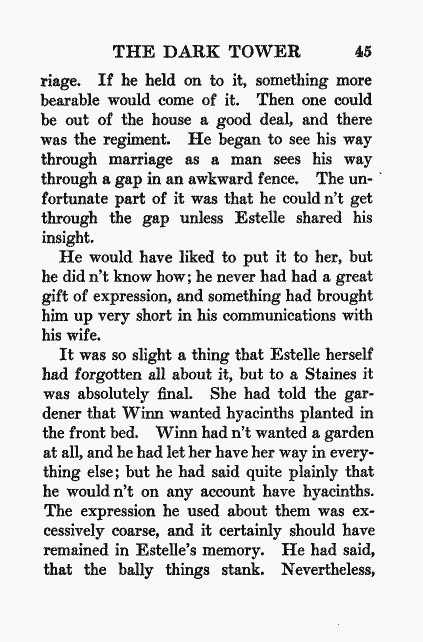 THE DARK TOWER 45
riage. If he held on to it, something more
bearable would come of it. Then one could
be out of the house a good deal, and there
was the regiment. He began to see his way
through marriage as a man sees his way
through a gap in an awkward fence. The un-
fortunate part of it was that he could n't get
through the gap unless Estelle shared his
insight.
He would have liked to put it to her, but
he did n't know how; he never had had a great
gift of expression, and something had brought
him up very short in his communications with
his wife.
It was so slight a thing that Estelle herself
had forgotten all about it, but to a Staines it
was absolutely final. She had told the gar-
dener that Winn wanted hyacinths planted in
the front bed. Winn had n't wanted a garden
at all, and he had let her have her way in every-
thing else; but he had said quite plainly that
he would n't on any account have hyacinths.
The expression he used about them was ex-
cessively coarse, and it certainly should have
remained in Estelle's memory. He had said,
that the bally things stank. Nevertheless,